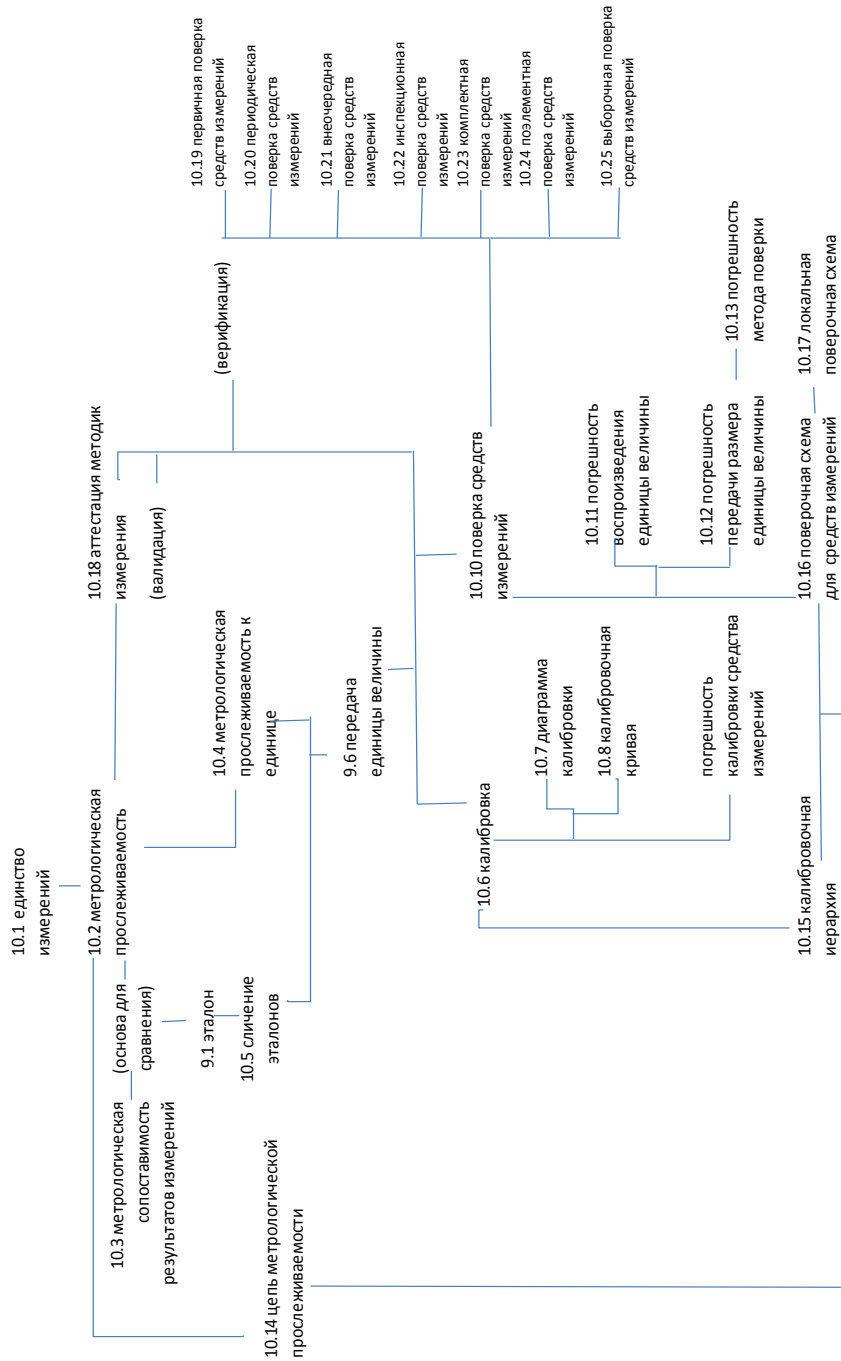 10.1 единство
измерений
10.2 метрологическая
прослеживаемость
(основа для
сравнения)
10.3 метрологическая
сопоставимость
результатов измерений
9.1 эталон
10.5 сличение
эталонов
10.14 цепь метрологической
прослеживаемости
10.4 метрологическая
прослеживаемость к
единице
9.6 передача
единицы величины
10.18 аттестация методик
измерения
(валидация)
(верификация)
10.6 калибровка
10.7 диаграмма
калибровки
10.8 калибровочная
кривая
погрешность
калибровки средства
измерений
10.15 калибровочная
иерархия
10.10 поверка средств
измерений
10.11 погрешность
воспроизведения
единицы величины
10.12 погрешность
передачи размера
единицы величины
10.13 погрешность
метода поверки
10.16 поверочная схема
для средств измерений
10.17 локальная
поверочная схема
10.19 первичная поверка
средств измерений
10.20 периодическая
поверка средств
измерений
10.21 внеочередная
поверка средств
измерений
10.22 инспекционная
поверка средств
измерений
10.23 комплектная
поверка средств
измерений
10.24 поэлементная
поверка средств
измерений
10.25 выборочная поверка
средств измерений